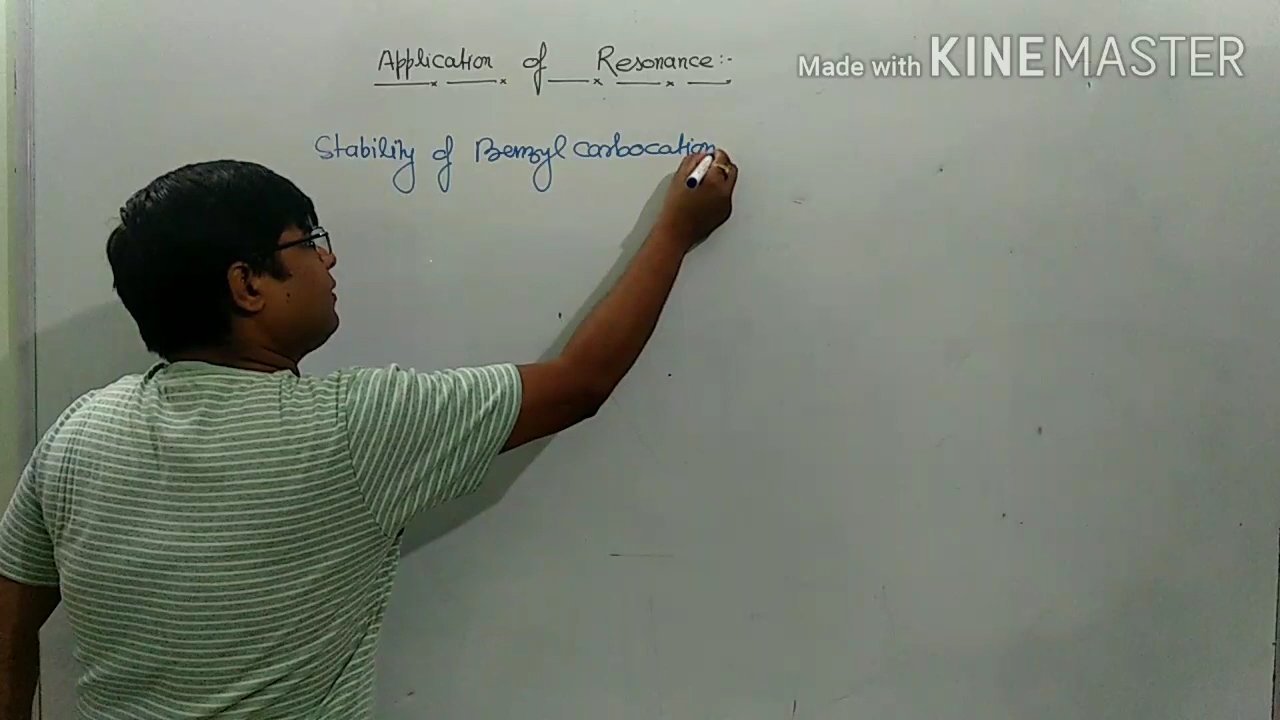 Made with KINEMASTER
Application of Resonance:-
Stability of Benzyl carbocation